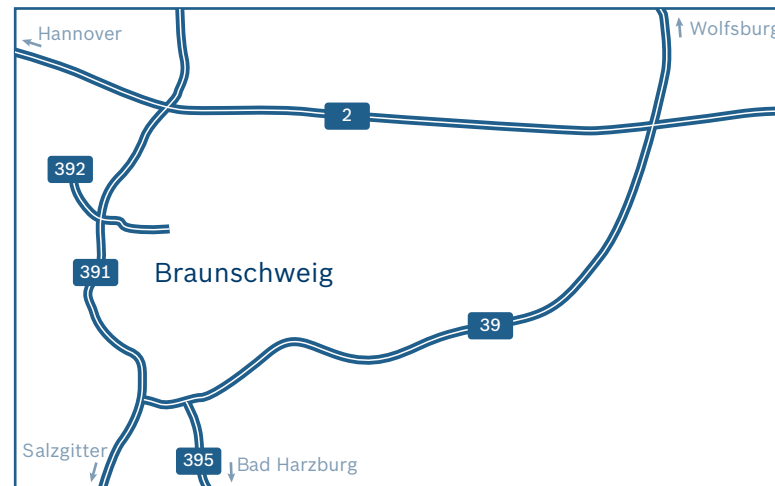 Hannover
Wolfsburg
2
392
391
Braunschweig
39
Salzgitter
395
Bad Harzburg